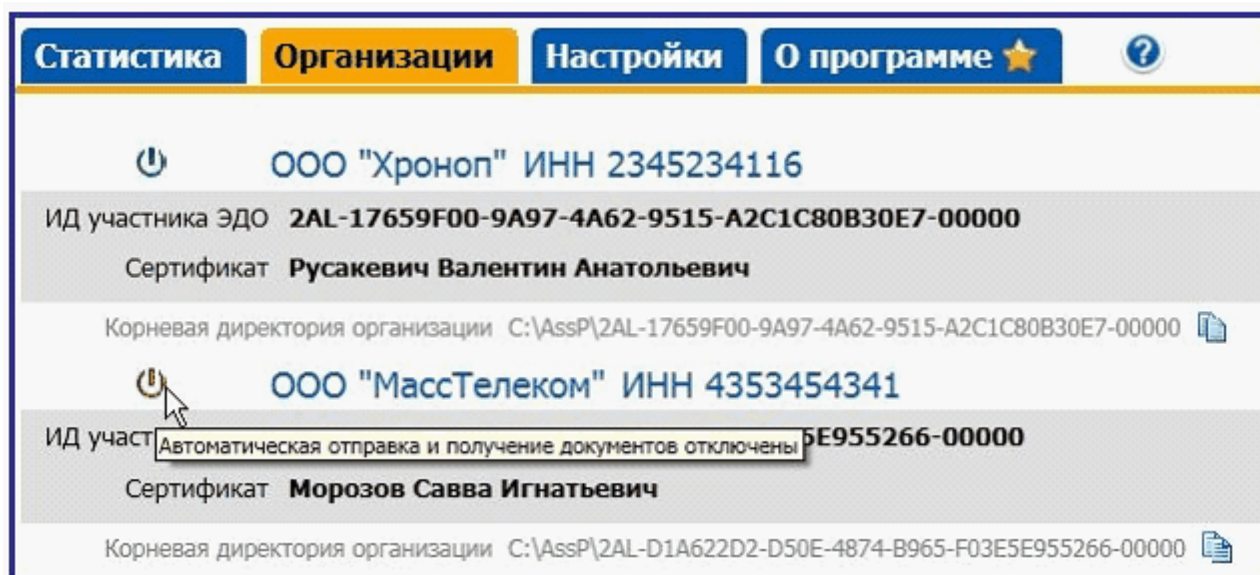 Статистика Организации Настройки О программе
ООО "Хроноп" ИНН 2345234116
ИД участника ЭДО 2AL-17659F00-9A97-4A62-9515-A2C1C80B30E7-00000
Сертификат Русакевич Валентин Анатольевич
Корневая директория организации C:\AssP\2AL-17659F00-9A97-4A62-9515-A2C1C80B30E7-00000
ООО "МассТелеком" ИНН 4353454341
ИД участ 5E955266-00000
Автоматическая отправка и получение документов отключены
Сертификат Морозов Савва Игнатьевич
Корневая директория организации C:\AssP\2AL-D1A622D2-D50E-4874-B965-F03E5E955266-00000